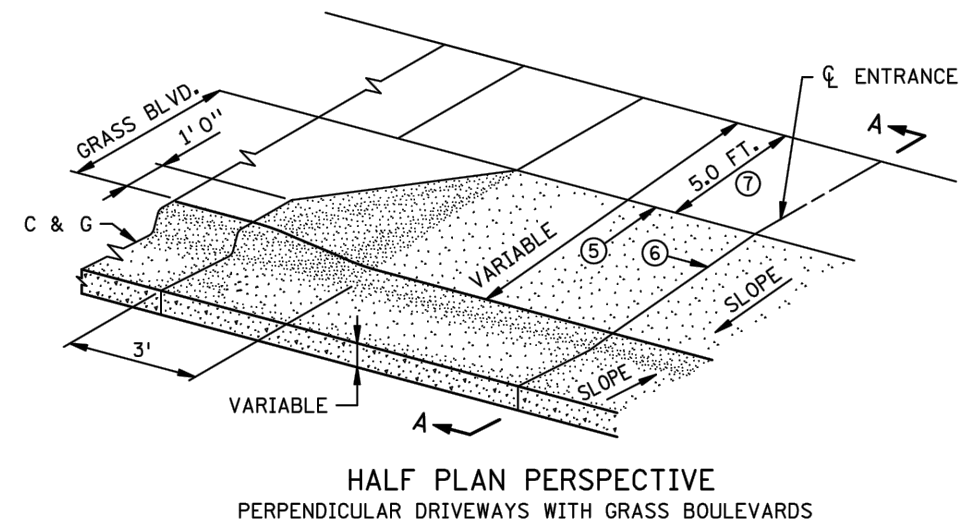 ℄ ENTRANCE
A
GRASS BLVD.
1' 0"
5.0 FT.
⑦
C & G
VARIABLE
⑤
⑥
SLOPE
3'
SLOPE
VARIABLE
A
HALF PLAN PERSPECTIVE
PERPENDICULAR DRIVEWAYS WITH GRASS BOULEVARDS